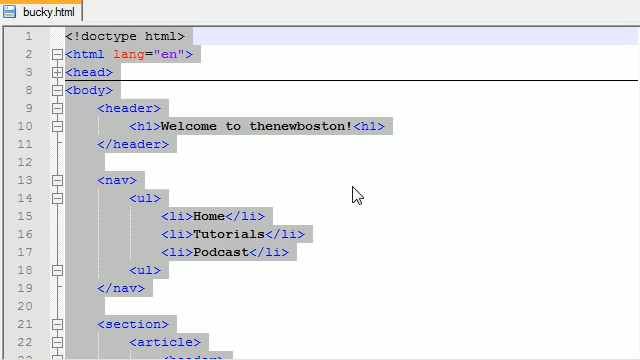 bucky.html
1 <!doctype html>
2 <html lang="en">
3 <head>
8 <body>
9 <header>
10 <h1>Welcome to thenewboston!<h1>
11 </header>
12
13 <nav>
14 <ul>
15 <li>Home</li>
16 <li>Tutorials</li>
17 <li>Podcast</li>
18 <ul>
19 </nav>
20
21 <section>
22 <article>
<header>